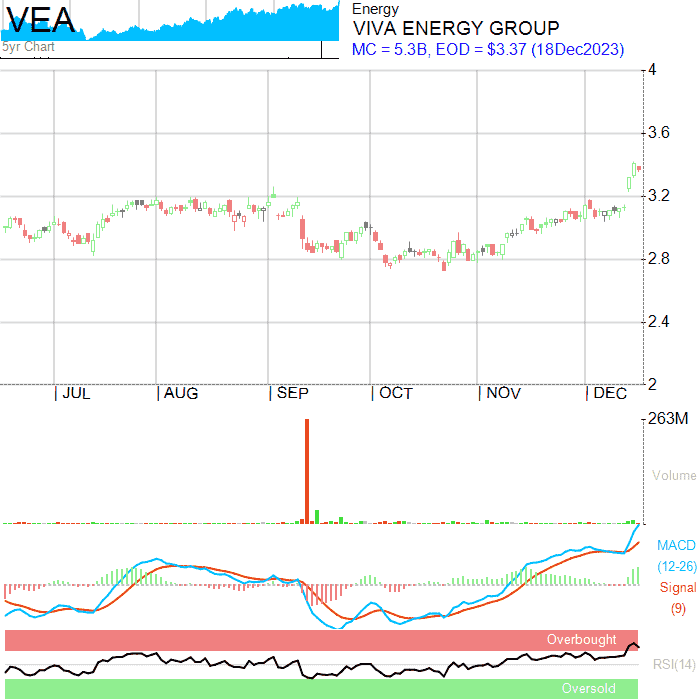 VEA
5yr Chart
Energy
VIVA ENERGY GROUP
MC = 5.3B, EOD = $3.37 (18Dec2023)
4
3.6
3.2
2.8
2.4
2
JUL AUG SEP OCT NOV DEC
263M
Volume
MACD
(12-26)
Signal
(9)
Overbought
RSI(14)
Oversold